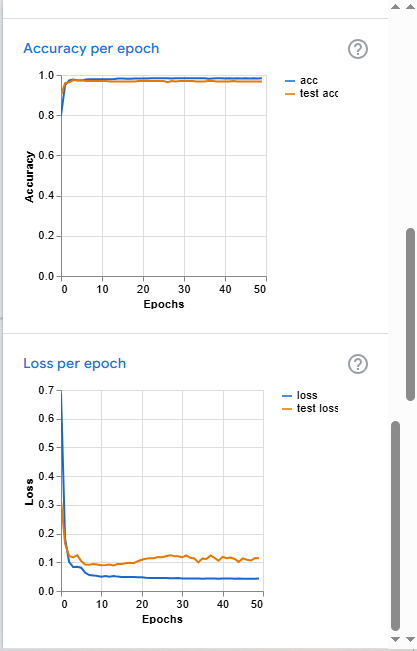 Accuracy per epoch
1.0
0.8
0.6
0.4
0.2
0.0
Accuracy
0 10 20 30 40 50
Epochs
acc
test acc
Loss per epoch
0.7
0.6
0.5
0.4
0.3
0.2
0.1
0.0
Loss
0 10 20 30 40 50
Epochs
loss
test loss